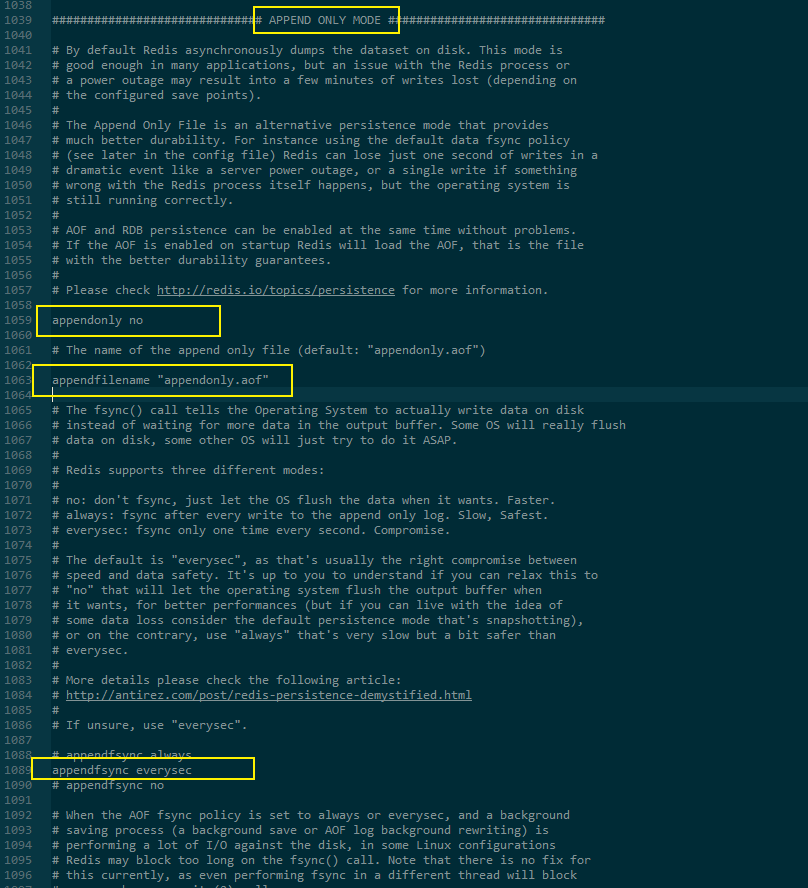 1038
1039 ############################## APPEND ONLY MODE ###############################
1040
1041 # By default Redis asynchronously dumps the dataset on disk. This mode is
1042 # good enough in many applications, but an issue with the Redis process or
1043 # a power outage may result into a few minutes of writes lost (depending on
1044 # the configured save points).
1045 #
1046 # The Append Only File is an alternative persistence mode that provides
1047 # much better durability. For instance using the default data fsync policy
1048 # (see later in the config file) Redis can lose just one second of writes in a
1049 # dramatic event like a server power outage, or a single write if something
1050 # wrong with the Redis process itself happens, but the operating system is
1051 # still running correctly.
1052 #
1053 # AOF and RDB persistence can be enabled at the same time without problems.
1054 # If the AOF is enabled on startup Redis will load the AOF, that is the file
1055 # with the better durability guarantees.
1056 #
1057 # Please check http://redis.io/topics/persistence for more information.
1058
1059 appendonly no
1060
1061 # The name of the append only file (default: "appendonly.aof")
1062
1063 appendfilename "appendonly.aof"
1064
1065 # The fsync() call tells the Operating System to actually write data on disk
1066 # instead of waiting for more data in the output buffer. Some OS will really flush
1067 # data on disk, some other OS will just try to do it ASAP.
1068 #
1069 # Redis supports three different modes:
1070 #
1071 # no: don't fsync, just let the OS flush the data when it wants. Faster.
1072 # always: fsync after every write to the append only log. Slow, Safest.
1073 # everysec: fsync only one time every second. Compromise.
1074 #
1075 # The default is "everysec", as that's usually the right compromise between
1076 # speed and data safety. It's up to you to understand if you can relax this to
1077 # "no" that will let the operating system flush the output buffer when
1078 # it wants, for better performances (but if you can live with the idea of
1079 # some data loss consider the default persistence mode that's snapshotting),
1080 # or on the contrary, use "always" that's very slow but a bit safer than
1081 # everysec.
1082 #
1083 # More details please check the following article:
1084 # http://antirez.com/post/redis-persistence-demystified.html
1085 #
1086 # If unsure, use "everysec".
1087
1088 # appendfsync always
1089 appendfsync everysec
1090 # appendfsync no
1091
1092 # When the AOF fsync policy is set to always or everysec, and a background
1093 # saving process (a background save or AOF log background rewriting) is
1094 # performing a lot of I/O against the disk, in some Linux configurations
1095 # Redis may block too long on the fsync() call. Note that there is no fix for
1096 # this currently, as even performing fsync in a different thread will block